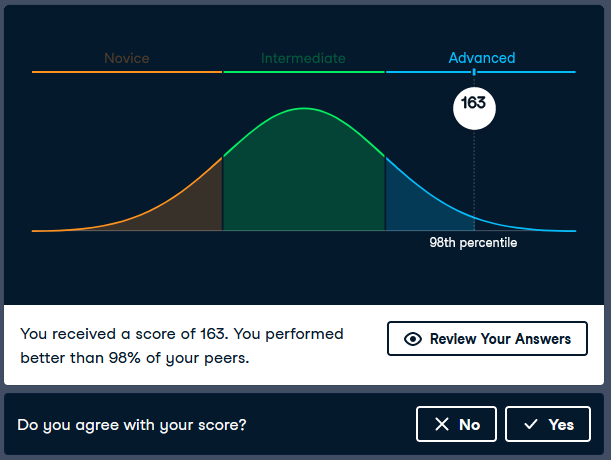 Novice Intermediate Advanced
163
98th percentile
You received a score of 163. You performed
better than 98% of your peers.
Review Your Answers
Do you agree with your score?
No
Yes